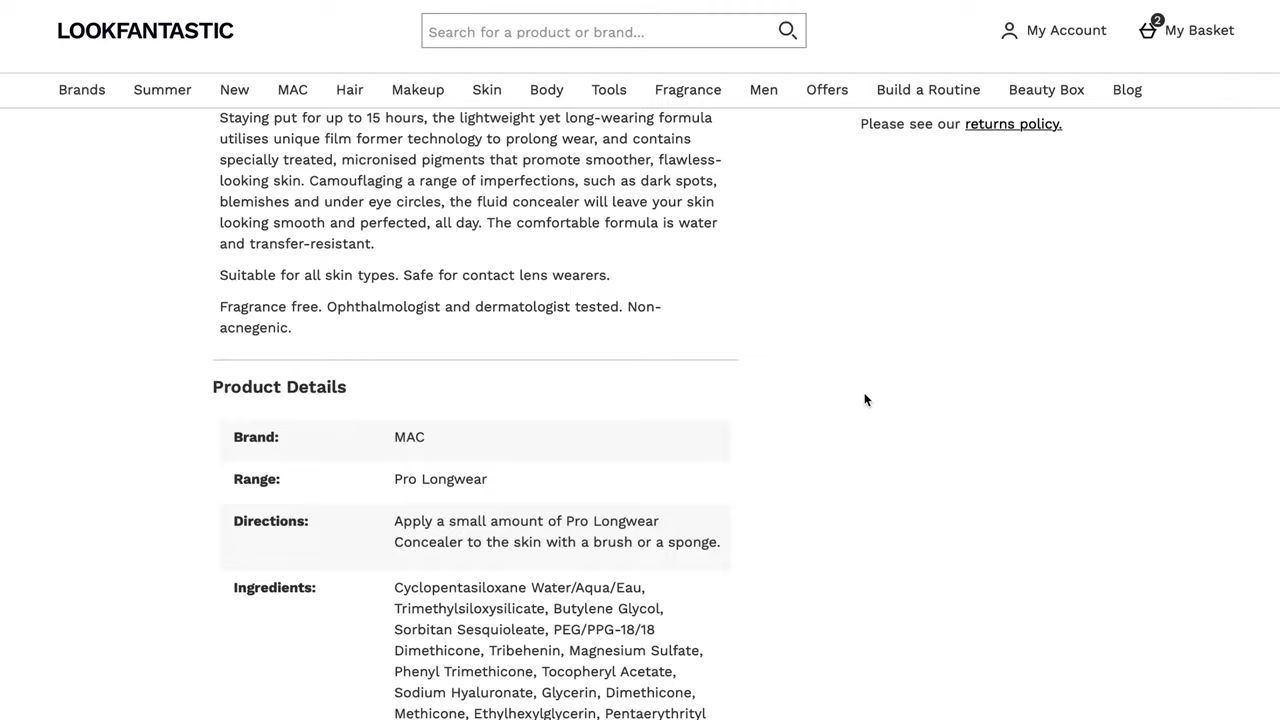 LOOKFANTASTIC
Search for a product or brand...
My Account
2
My Basket
Brands Summer New MAC Hair Makeup Skin Body Tools Fragrance Men Offers Build a Routine Beauty Box Blog
Staying put for up to 15 hours, the lightweight yet long-wearing formula
utilises unique film former technology to prolong wear, and contains
specially treated, micronised pigments that promote smoother, flawless-
looking skin. Camouflaging a range of imperfections, such as dark spots,
blemishes and under eye circles, the fluid concealer will leave your skin
looking smooth and perfected, all day. The comfortable formula is water
and transfer-resistant.
Suitable for all skin types. Safe for contact lens wearers.
Fragrance free. Ophthalmologist and dermatologist tested. Non-
acnegenic.
Please see our returns policy.
Product Details
Brand: MAC
Range: Pro Longwear
Directions: Apply a small amount of Pro Longwear
Concealer to the skin with a brush or a sponge.
Ingredients: Cyclopentasiloxane Water/Aqua/Eau,
Trimethylsiloxysilicate, Butylene Glycol,
Sorbitan Sesquioleate, PEG/PPG-18/18
Dimethicone, Tribehenin, Magnesium Sulfate,
Phenyl Trimethicone, Tocopheryl Acetate,
Sodium Hyaluronate, Glycerin, Dimethicone,
Methicone, Ethylhexylglycerin, Pentaerythrityl